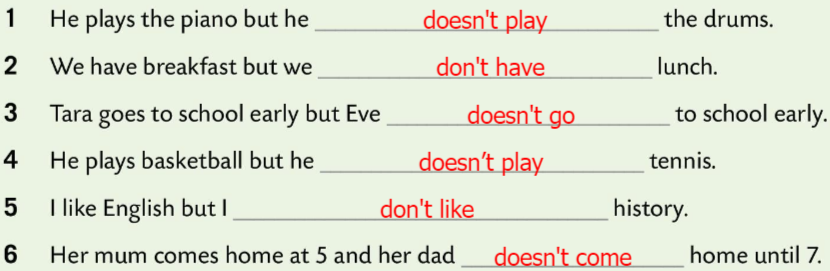 1 He plays the piano but he doesn't play the drums.
2 We have breakfast but we don't have lunch.
3 Tara goes to school early but Eve doesn't go to school early.
4 He plays basketball but he doesn't play tennis.
5 I like English but I don't like history.
6 Her mum comes home at 5 and her dad doesn't come home until 7.